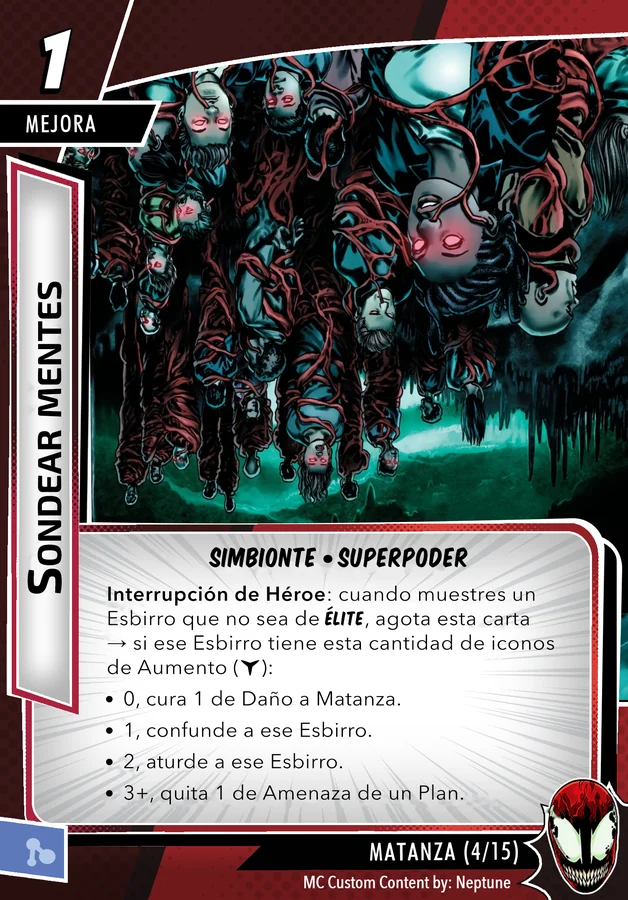 1
MEJORA
SONDEAR MENTES
SIMBIONTE • SUPERPODER
Interrupción de Héroe: cuando muestres un
Esbirro que no sea de ÉLITE, agota esta carta
→ si ese Esbirro tiene esta cantidad de iconos
de Aumento ( ):
• 0, cura 1 de Daño a Matanza.
• 1, confunde a ese Esbirro.
• 2, aturde a ese Esbirro.
• 3+, quita 1 de Amenaza de un Plan.
MATANZA (4/15)
MC Custom Content by: Neptune